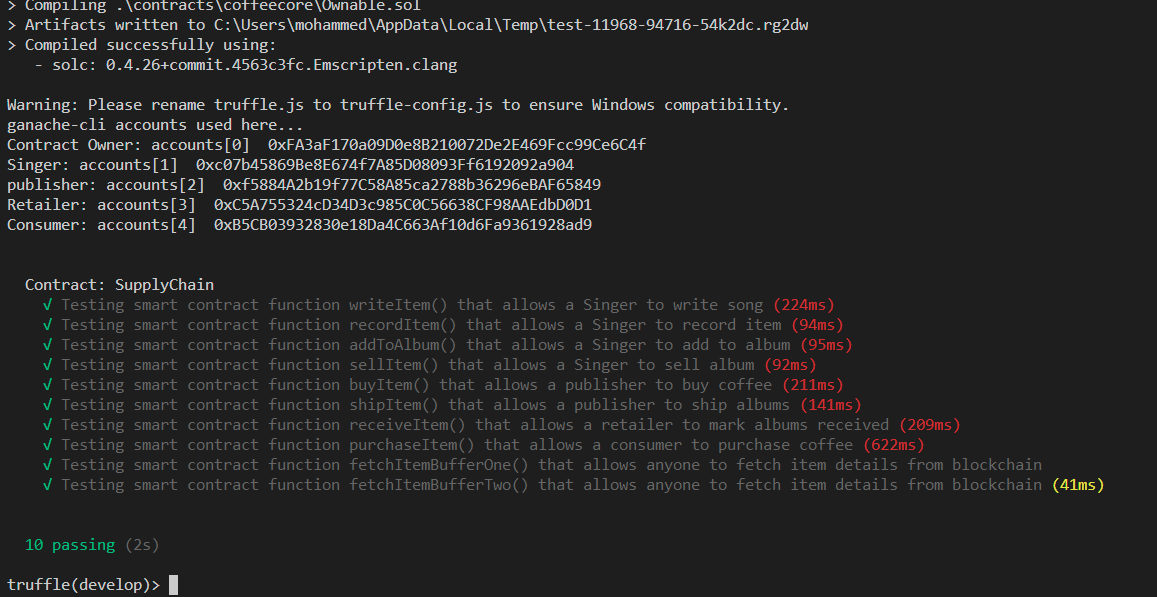 > Compiling .\contracts\coffeecore\Ownable.sol
> Artifacts written to C:\Users\mohammed\AppData\Local\Temp\test-11968-94716-54k2dc.rg2dw
> Compiled successfully using:
- solc: 0.4.26+commit.4563c3fc.Emscripten.clang
Warning: Please rename truffle.js to truffle-config.js to ensure Windows compatibility.
ganache-cli accounts used here...
Contract Owner: accounts[0] 0xFA3aF170a09D0e8B210072De2E469Fcc99Ce6C4f
Singer: accounts[1] 0xc07b45869Be8E674f7A85D08093Ff6192092a904
publisher: accounts[2] 0xf5884A2b19f77C58A85ca2788b36296eBAF65849
Retailer: accounts[3] 0xC5A755324cD34D3c985C0C56638CF98AAEdbD0D1
Consumer: accounts[4] 0xB5CB03932830e18Da4C663Af10d6Fa9361928ad9
Contract: SupplyChain
√ Testing smart contract function writeItem() that allows a Singer to write song (224ms)
√ Testing smart contract function recordItem() that allows a Singer to record item (94ms)
√ Testing smart contract function addToAlbum() that allows a Singer to add to album (95ms)
√ Testing smart contract function sellItem() that allows a Singer to sell album (92ms)
√ Testing smart contract function buyItem() that allows a publisher to buy coffee (211ms)
√ Testing smart contract function shipItem() that allows a publisher to ship albums (141ms)
√ Testing smart contract function receiveItem() that allows a retailer to mark albums received (209ms)
√ Testing smart contract function purchaseItem() that allows a consumer to purchase coffee (622ms)
√ Testing smart contract function fetchItemBufferOne() that allows anyone to fetch item details from blockchain
√ Testing smart contract function fetchItemBufferTwo() that allows anyone to fetch item details from blockchain (41ms)
10 passing (2s)
truffle(develop)>